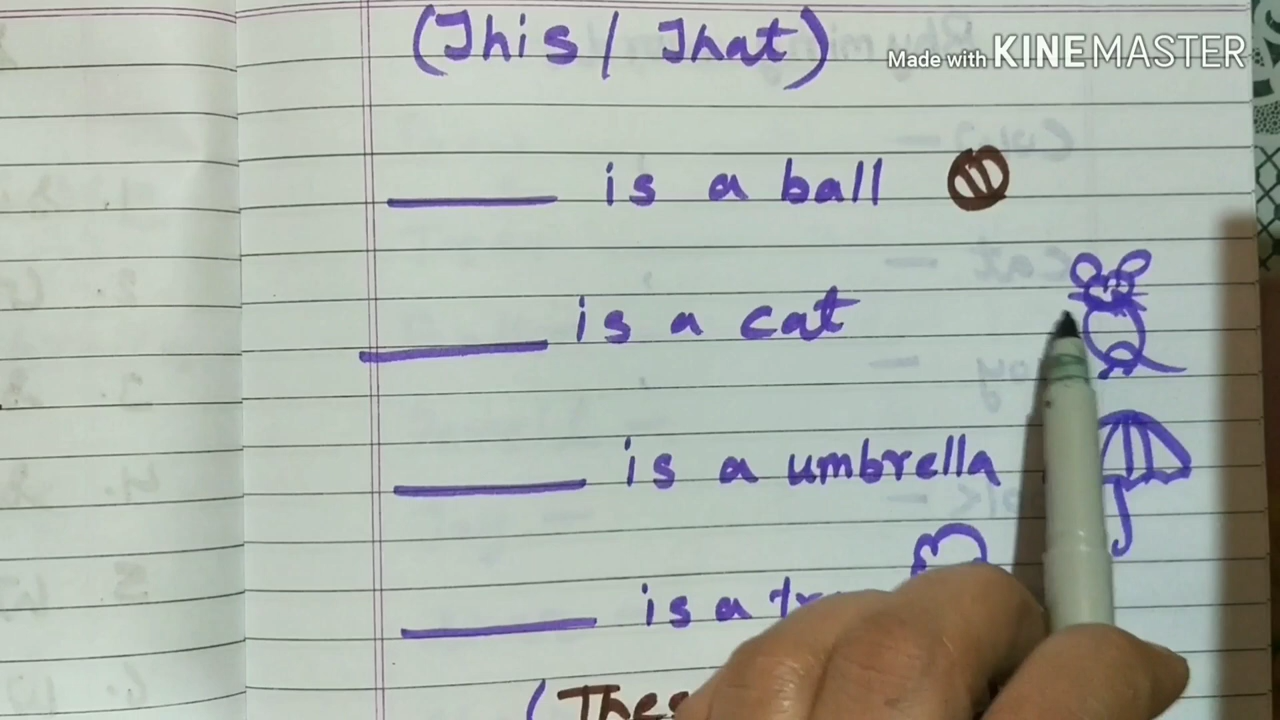 (This / That)
Made with KINEMASTER
_____ is a ball
_____ is a cat
_____ is a umbrella
_____ is a